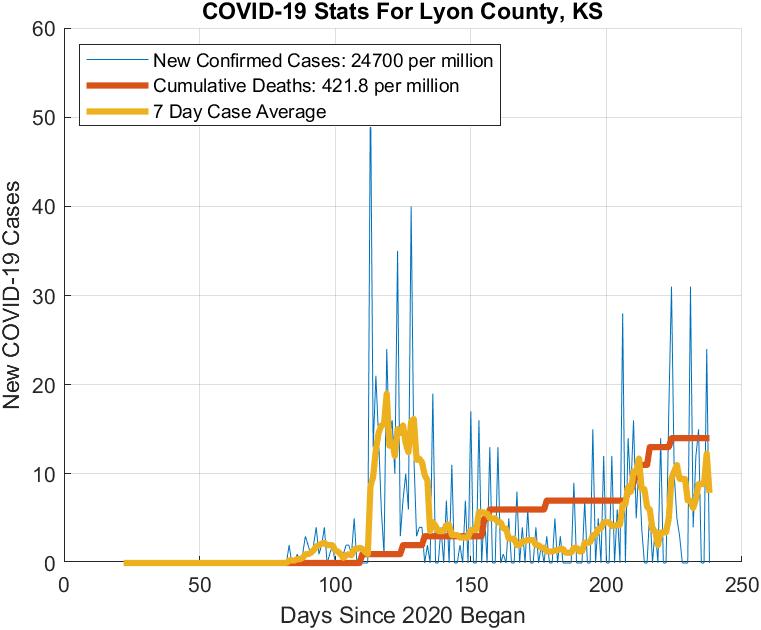 COVID-19 Stats For Lyon County, KS
New Confirmed Cases: 24700 per million
Cumulative Deaths: 421.8 per million
7 Day Case Average
New COVID-19 Cases
60
50
40
30
20
10
0
0 50 100 150 200 250
Days Since 2020 Began